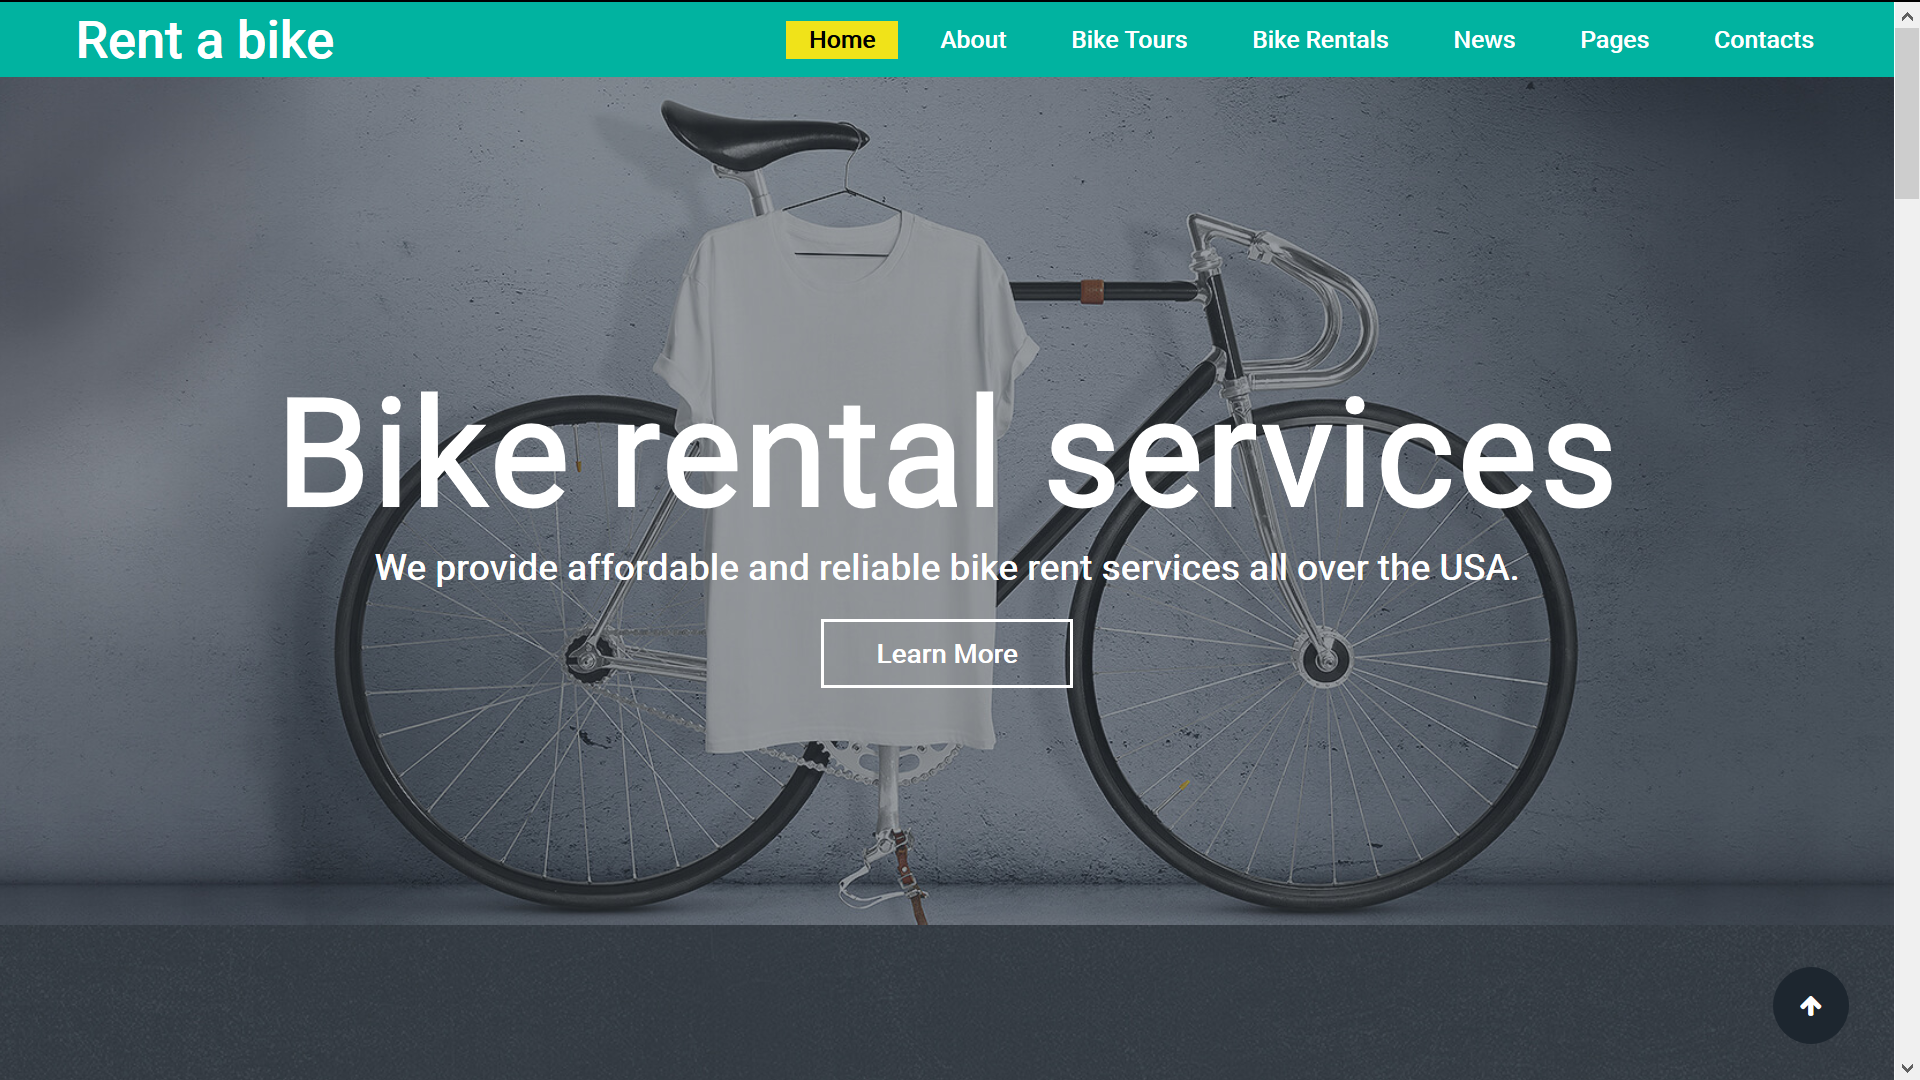 Rent a bike
Home About Bike Tours Bike Rentals News Pages Contacts
Bike rental services
We provide affordable and reliable bike rent services all over the USA.
Learn More